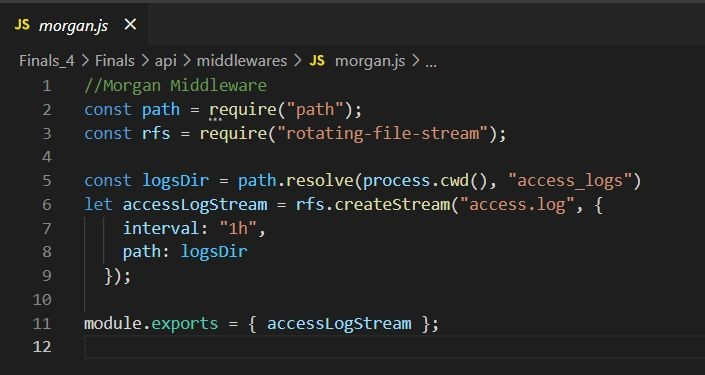 JS morgan.js ×
Finals_4 > Finals > api > middlewares > JS morgan.js > ...
1 //Morgan Middleware
2 const path = require("path");
3 const rfs = require("rotating-file-stream");
4
5 const logsDir = path.resolve(process.cwd(), "access_logs")
6 let accessLogStream = rfs.createStream("access.log", {
7 interval: "1h",
8 path: logsDir
9 });
10
11 module.exports = { accessLogStream };
12